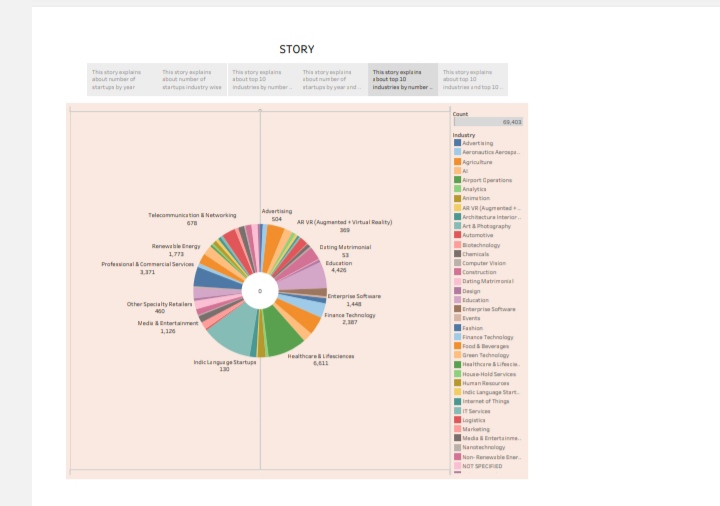 STORY
This story explains
about number of
startups by year
This story explains
about number of
startups industry wise
This story explains
about top 10
industries by number ..
This story explains
about number of
startups by year and ..
This story explains
about top 10
industries by number ..
This story explains
about top 10
industries and top 10 ..
Count
69,403
Industry
Advertising
Aeronautics Aerospa..
Agriculture
AI
Airport Operations
Analytics
Animation
AR VR (Augmented + ..
Architecture Interior ..
Art & Photography
Automotive
Biotechnology
Chemicals
Computer Vision
Construction
Dating Matrimonial
Design
Education
Enterprise Software
Events
Fashion
Finance Technology
Food & Beverages
Green Technology
Healthcare & Lifescie..
House-Hold Services
Human Resources
Indic Language Start..
Internet of Things
IT Services
Logistics
Marketing
Media & Entertainme..
Nanotechnology
Non- Renewable Ener..
NOT SPECIFIED
Advertising
504
Telecommunication & Networking
678
AR VR (Augmented + Virtual Reality)
369
Renewable Energy
1,773
Dating Matrimonial
53
Professional & Commercial Services
3,371
Education
4,426
0
Enterprise Software
1,448
Other Specialty Retailers
460
Finance Technology
2,387
Media & Entertainment
1,126
Healthcare & Lifesciences
6,611
Indic Language Startups
130